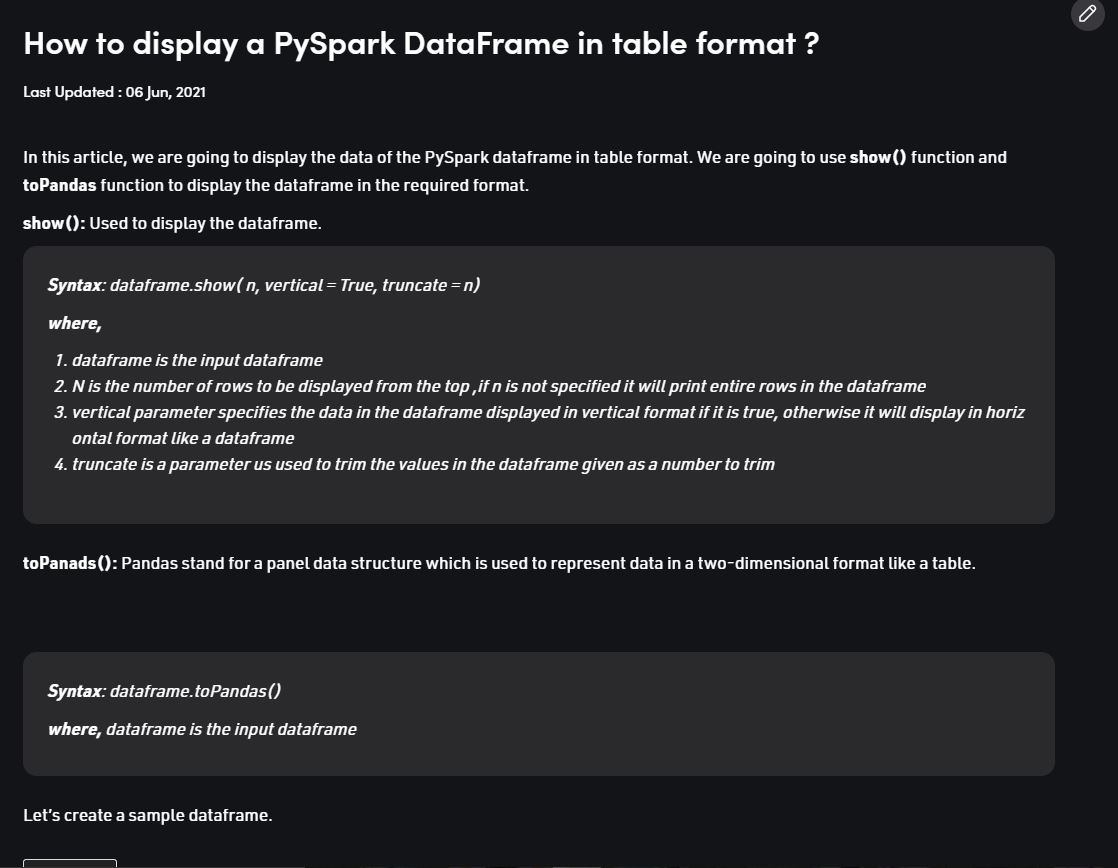 How to display a PySpark DataFrame in table format ?
Last Updated : 06 Jun, 2021
In this article, we are going to display the data of the PySpark dataframe in table format. We are going to use show() function and
toPandas function to display the dataframe in the required format.
show(): Used to display the dataframe.
Syntax: dataframe.show( n, vertical = True, truncate = n)
where,
1. dataframe is the input dataframe
2. N is the number of rows to be displayed from the top ,if n is not specified it will print entire rows in the dataframe
3. vertical parameter specifies the data in the dataframe displayed in vertical format if it is true, otherwise it will display in horiz
ontal format like a dataframe
4. truncate is a parameter us used to trim the values in the dataframe given as a number to trim
toPanads(): Pandas stand for a panel data structure which is used to represent data in a two-dimensional format like a table.
Syntax: dataframe.toPandas()
where, dataframe is the input dataframe
Let’s create a sample dataframe.